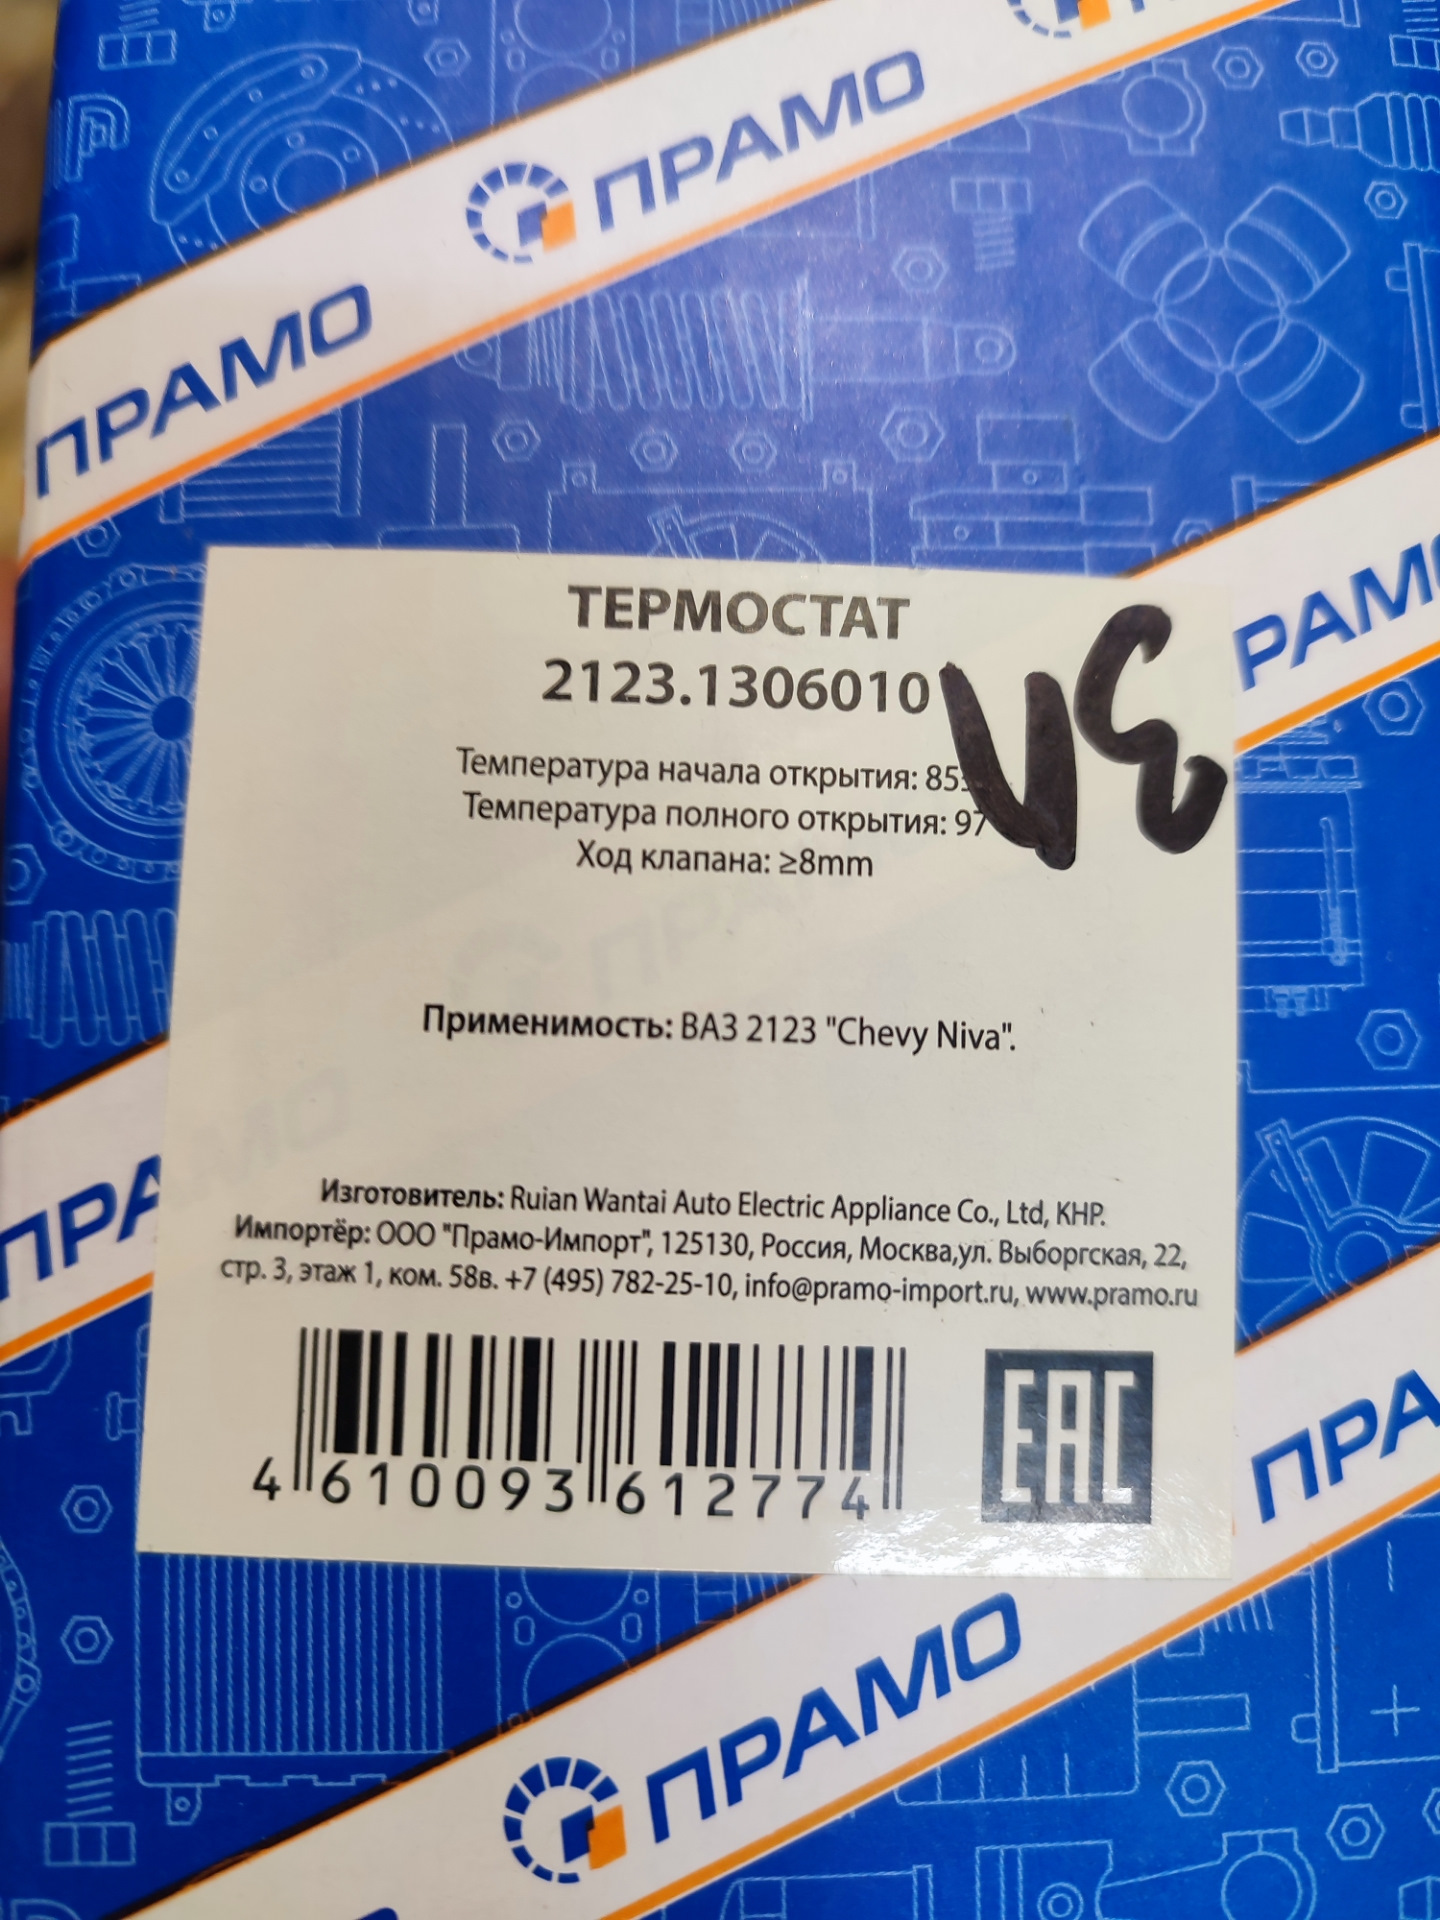 ПРАМО
ПРАМО
ТЕРМОСТАТ
2123.1306010
Температура начала открытия: 85
Температура полного открытия: 97
Ход клапана: ≥8mm
Применимость: ВАЗ 2123 "Chevy Niva".
Изготовитель: Ruian Wantai Auto Electric Appliance Co., Ltd, КНР.
Импортёр: ООО "Прамо-Импорт", 125130, Россия, Москва,ул. Выборгская, 22,
стр. 3, этаж 1, ком. 58в. +7 (495) 782-25-10, info@pramo-import.ru, www.pramo.ru
4 610093 612774
EAC
РАМО
ПРА
ПРА
ПРАМО